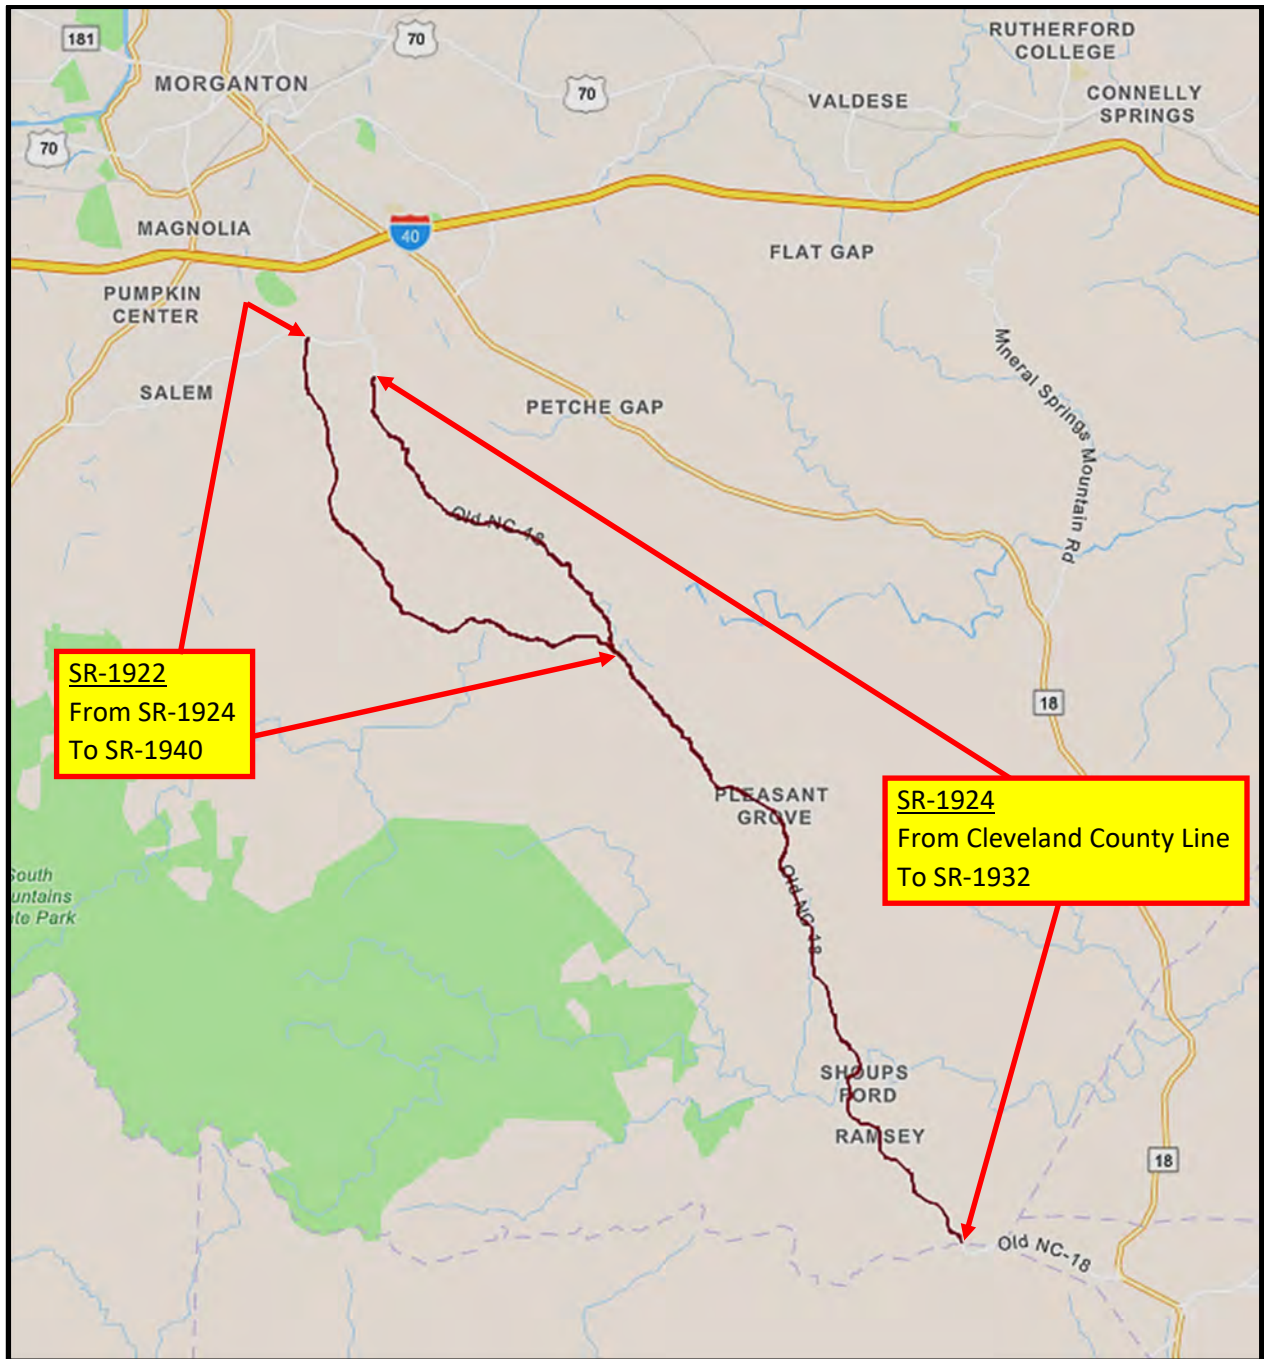 181
70
RUTHERFORD
COLLEGE
MORGANTON
70
VALDESE
CONNELLY
SPRINGS
70
MAGNOLIA
40
FLAT GAP
PUMPKIN
CENTER
Mineral Springs Mountain Rd
SALEM
PETCHE GAP
Old NC-18
SR-1922
From SR-1924
To SR-1940
18
PLEASANT
GROVE
SR-1924
From Cleveland County Line
To SR-1932
South
untains
te Park
Old NC-18
SHOUPS
FORD
RAMSEY
18
Old NC-18